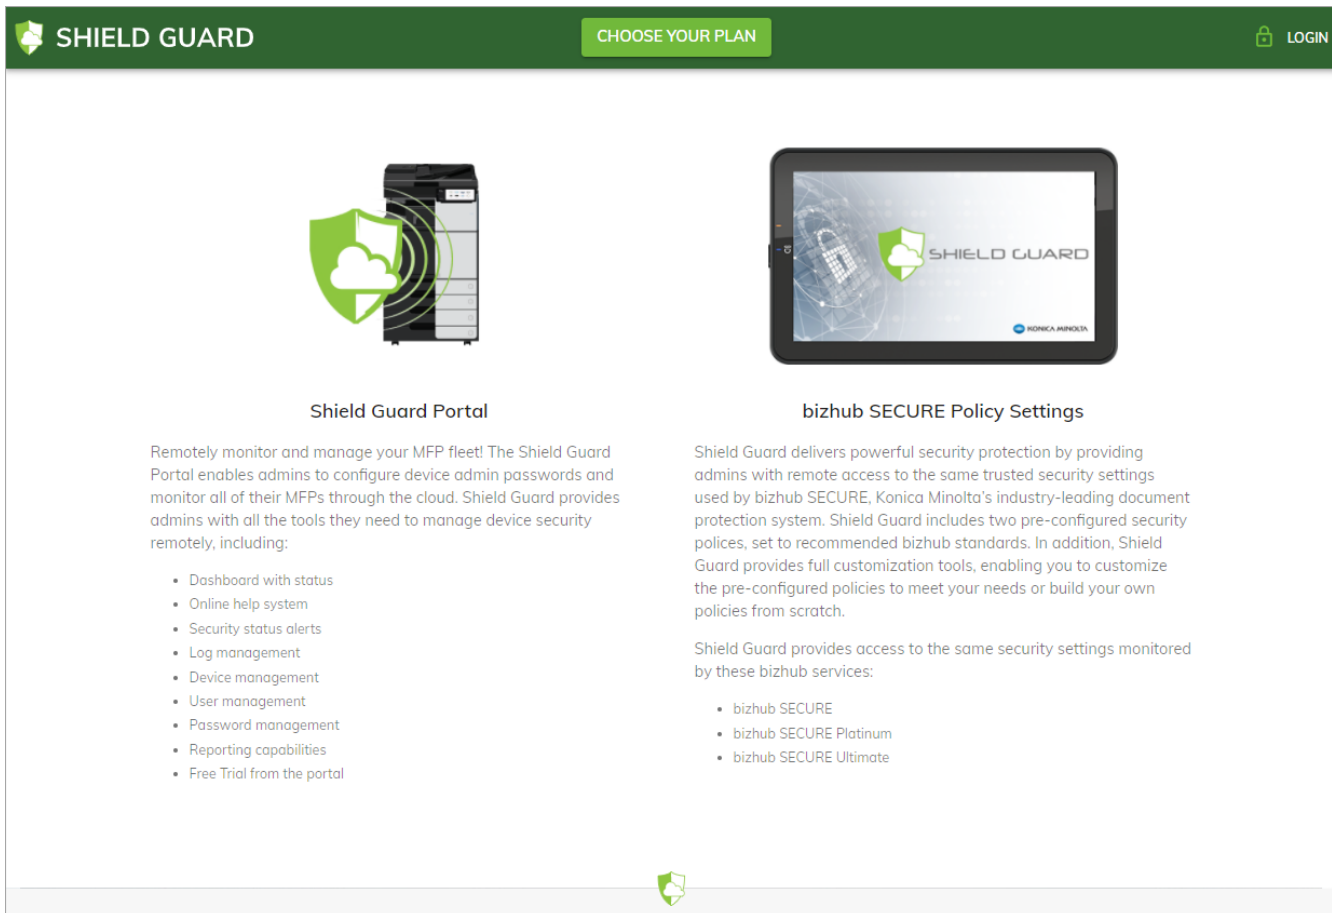 SHIELD GUARD
CHOOSE YOUR PLAN
LOGIN
SHIELD GUARD
KONICA MINOLTA
Shield Guard Portal
Remotely monitor and manage your MFP fleet! The Shield Guard
Portal enables admins to configure device admin passwords and
monitor all of their MFPs through the cloud. Shield Guard provides
admins with all the tools they need to manage device security
remotely, including:
• Dashboard with status
• Online help system
• Security status alerts
• Log management
• Device management
• User management
• Password management
• Reporting capabilities
• Free Trial from the portal
bizhub SECURE Policy Settings
Shield Guard delivers powerful security protection by providing
admins with remote access to the same trusted security settings
used by bizhub SECURE, Konica Minolta's industry-leading document
protection system. Shield Guard includes two pre-configured security
polices, set to recommended bizhub standards. In addition, Shield
Guard provides full customization tools, enabling you to customize
the pre-configured policies to meet your needs or build your own
policies from scratch.
Shield Guard provides access to the same security settings monitored
by these bizhub services:
• bizhub SECURE
• bizhub SECURE Platinum
• bizhub SECURE Ultimate